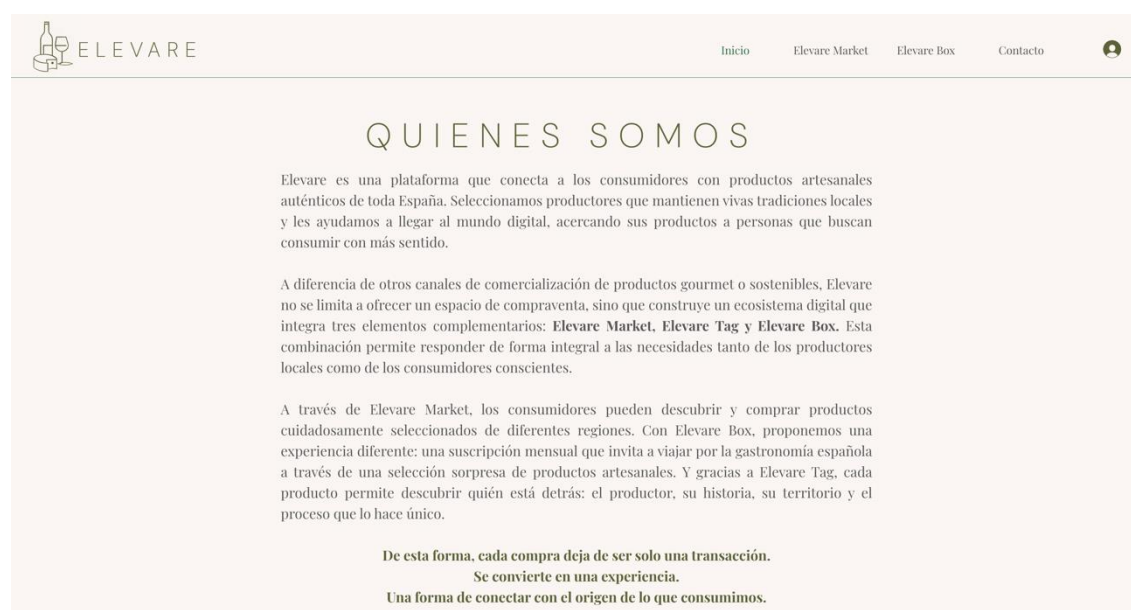 ELEVARE
Inicio Elevare Market Elevare Box Contacto
QUIENES SOMOS
Elevare es una plataforma que conecta a los consumidores con productos artesanales
auténticos de toda España. Seleccionamos productores que mantienen vivas tradiciones locales
y les ayudamos a llegar al mundo digital, acercando sus productos a personas que buscan
consumir con más sentido.
A diferencia de otros canales de comercialización de productos gourmet o sostenibles, Elevare
no se limita a ofrecer un espacio de compraventa, sino que construye un ecosistema digital que
integra tres elementos complementarios: Elevare Market, Elevare Tag y Elevare Box. Esta
combinación permite responder de forma integral a las necesidades tanto de los productores
locales como de los consumidores conscientes.
A través de Elevare Market, los consumidores pueden descubrir y comprar productos
cuidadosamente seleccionados de diferentes regiones. Con Elevare Box, proponemos una
experiencia diferente: una suscripción mensual que invita a viajar por la gastronomía española
a través de una selección sorpresa de productos artesanales. Y gracias a Elevare Tag, cada
producto permite descubrir quién está detrás: el productor, su historia, su territorio y el
proceso que lo hace único.
De esta forma, cada compra deja de ser solo una transacción.
Se convierte en una experiencia.
Una forma de conectar con el origen de lo que consumimos.